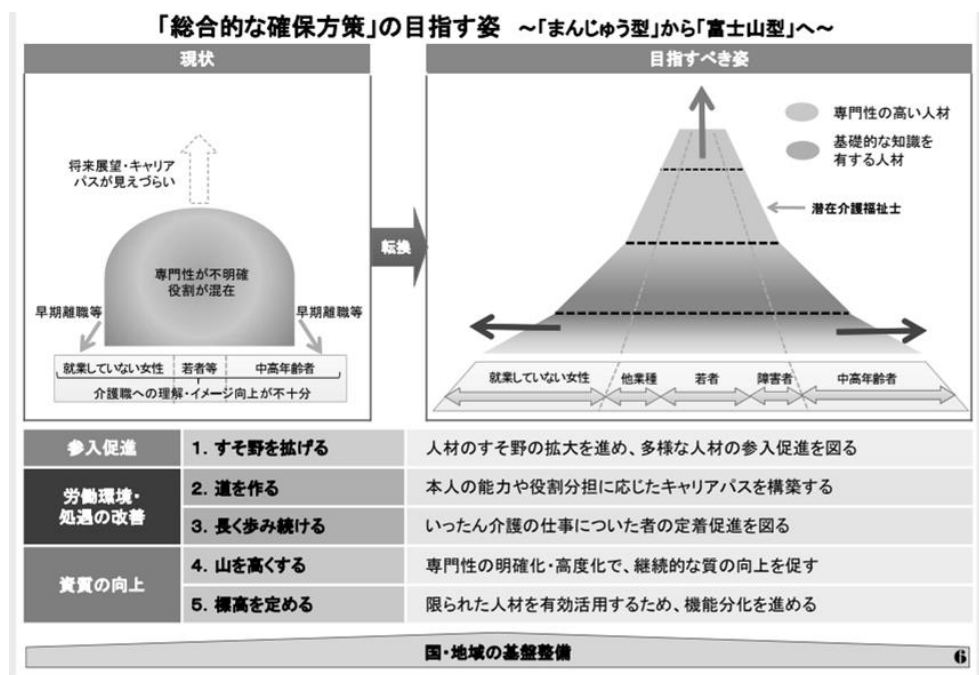 「総合的な確保方策」の目指す姿 ～「まんじゅう型」から「富士山型」へ～
現状
将来展望・キャリア
パスが見えづらい
専門性が不明確
役割が混在
早期離職等
早期離職等
就業していない女性
若者等
中高年齢者
介護職への理解・イメージ向上が不十分
転換
目指すべき姿
専門性の高い人材
基礎的な知識を
有する人材
潜在介護福祉士
就業していない女性
他業種
若者
障害者
中高年齢者
参入促進
1. すそ野を拡げる
人材のすそ野の拡大を進め、多様な人材の参入促進を図る
労働環境・
処遇の改善
2. 道を作る
本人の能力や役割分担に応じたキャリアパスを構築する
3. 長く歩み続ける
いったん介護の仕事についた者の定着促進を図る
資質の向上
4. 山を高くする
専門性の明確化・高度化で、継続的な質の向上を促す
5. 標高を定める
限られた人材を有効活用するため、機能分化を進める
国・地域の基盤整備
6